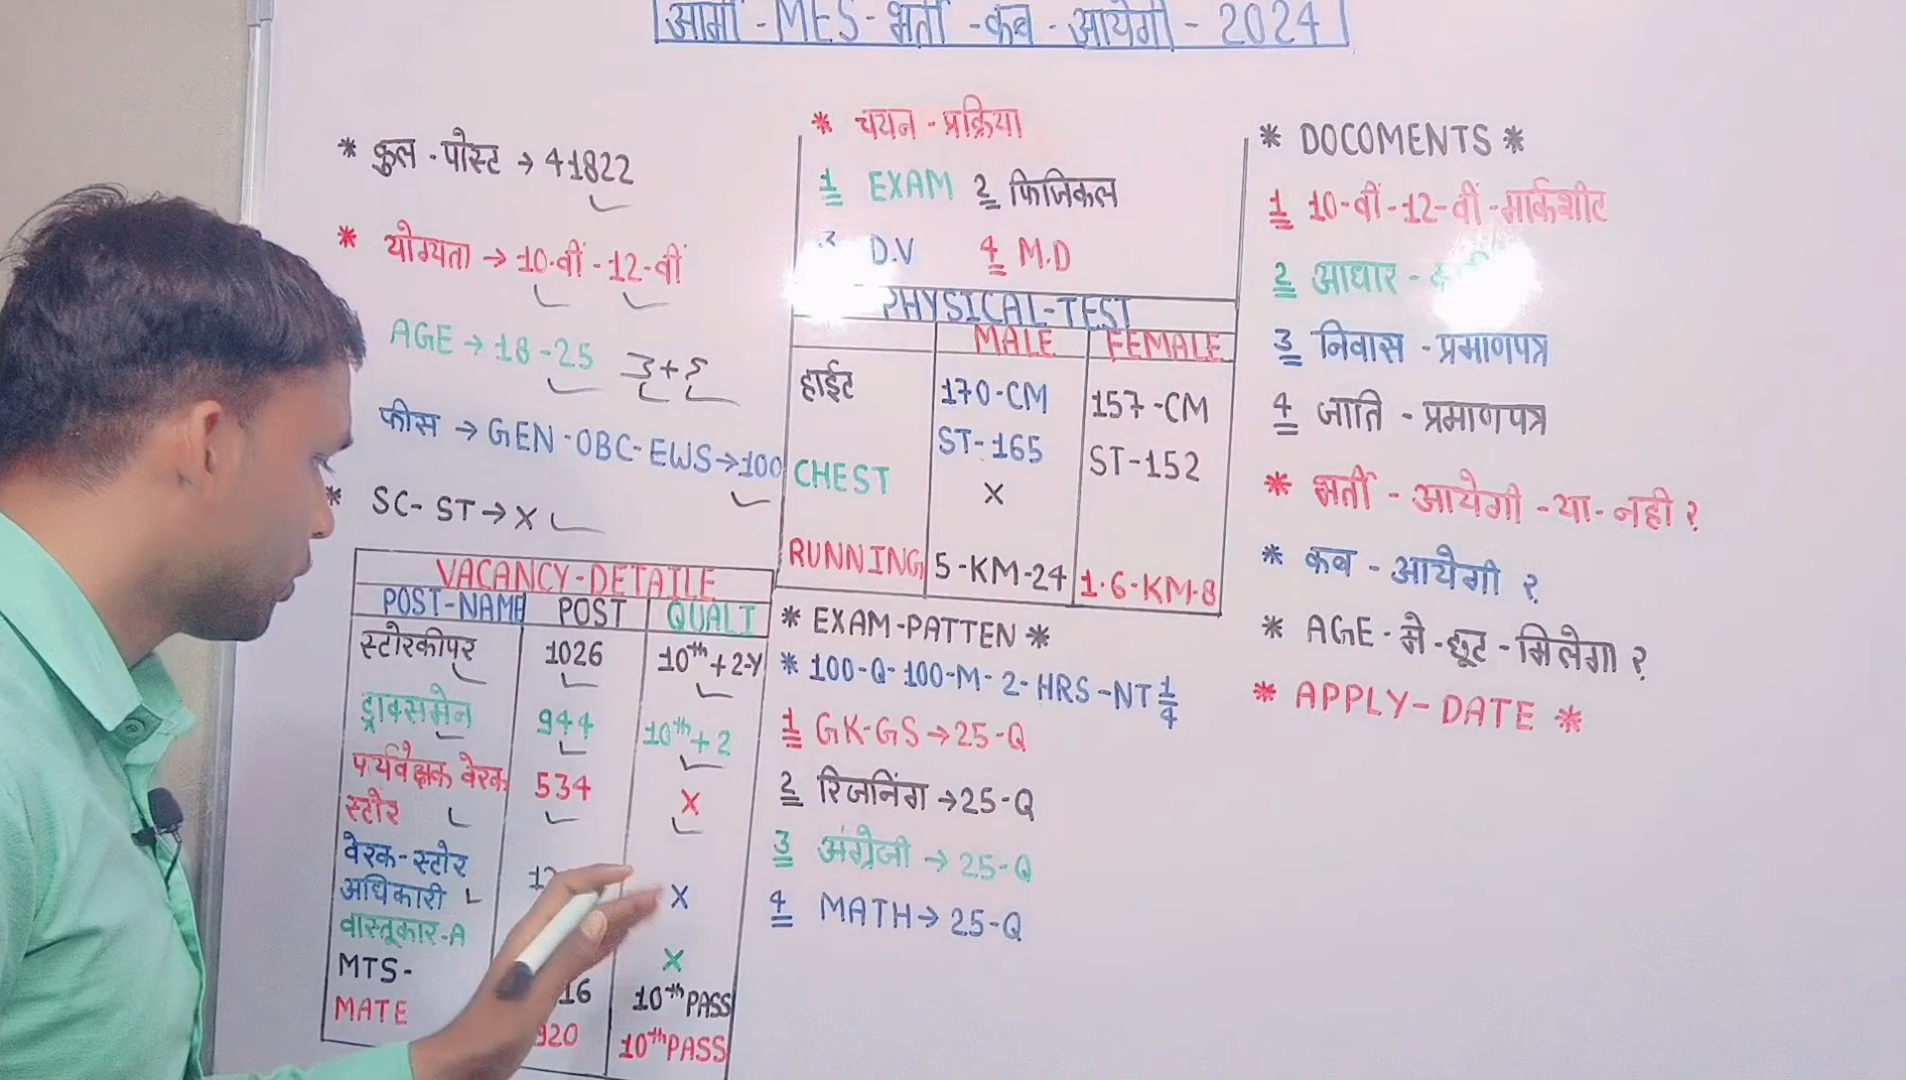 आर्मी - MES - भर्ती - कब - आयेगी - 2024
* कुल - पोस्ट → 41822
* योग्यता → 10-वीं - 12-वीं
AGE → 18 - 25 3+5
फीस → GEN - OBC - EWS → 100
* SC - ST → X
VACANCY-DETAILE
POST-NAME POST QUALI
स्टोरकीपर 1026 10th + 2-Y
ड्राक्समेन 944 10th + 2
पर्यवेक्षक वेरक स्टोर 534 X
वेरक-स्टोर
अधिकारी X
वास्तूकार-A X
MTS- 10th PASS
MATE 920 10th PASS
* चयन - प्रक्रिया
1 EXAM 2 फिजिकल
3 D.V 4 M.D
PHYSICAL-TEST
MALE FEMALE
हाईट 170-CM 157-CM
ST-165 ST-152
CHEST X
RUNNING 5-KM-24 1.6-KM-8
* EXAM-PATTEN *
* 100-Q-100-M-2-HRS-NT 1/4
1 GK-GS → 25-Q
2 रिजनिंग → 25-Q
3 अंग्रेजी → 25-Q
4 MATH → 25-Q
* DOCOMENTS *
1 10-वीं-12-वीं-मार्कशीट
2 आधार -
3 निवास - प्रमाणपत्र
4 जाति - प्रमाणपत्र
* भर्ती - आयेगी - या - नही ?
* कब - आयेगी ?
* AGE - मे - छूट - मिलेगा ?
* APPLY-DATE *